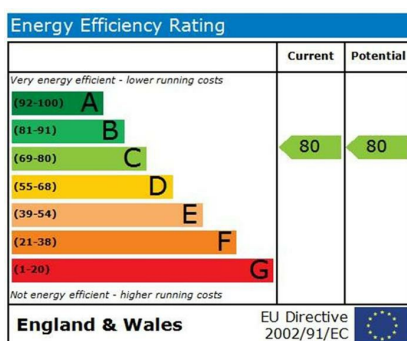 Energy Efficiency Rating
Current Potential
Very energy efficient - lower running costs
(92-100) A
(81-91) B
(69-80) C
80 80
(55-68) D
(39-54) E
(21-38) F
(1-20) G
Not energy efficient - higher running costs
England & Wales
EU Directive
2002/91/EC